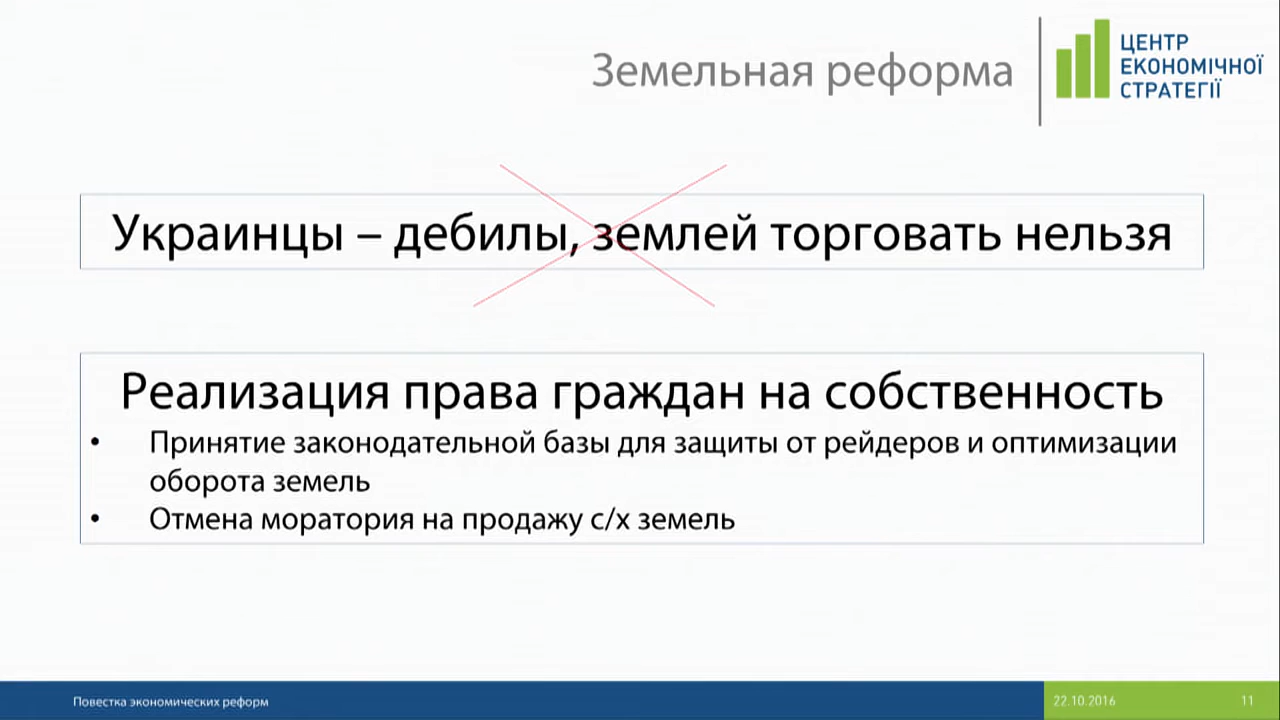 Земельная реформа
ЦЕНТР
ЕКОНОМІЧНОЇ
СТРАТЕГІЇ
Украинцы – дебилы, землей торговать нельзя
Реализация права граждан на собственность
• Принятие законодательной базы для защиты от рейдеров и оптимизации
оборота земель
• Отмена моратория на продажу с/х земель
Повестка экономических реформ
22.10.2016
11